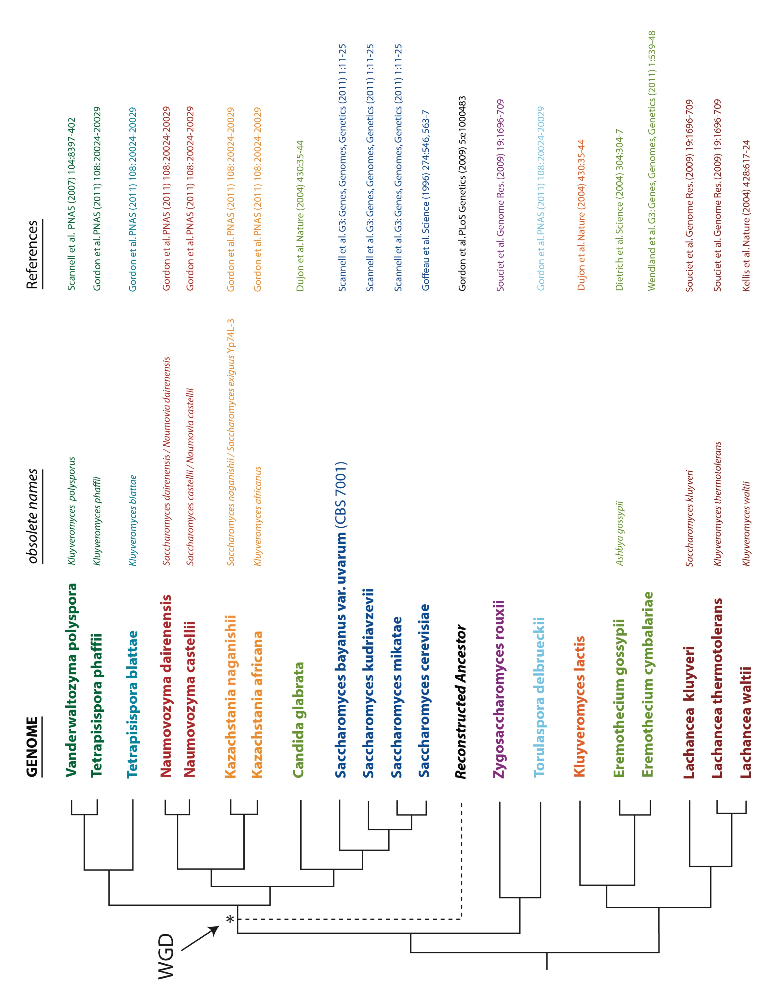 GENOME obsolete names References
Vanderwaltozyma polyspora Kluyveromyces polysporus Scannell et al. PNAS (2007) 104:8397-402
Tetrapisispora phaffii Kluyveromyces phaffii Gordon et al. PNAS (2011) 108: 20024-20029
Tetrapisispora blattae Kluyveromyces blattae Gordon et al. PNAS (2011) 108: 20024-20029
Naumovozyma dairenensis Saccharomyces dairenensis / Naumovia dairenensis Gordon et al. PNAS (2011) 108: 20024-20029
Naumovozyma castellii Saccharomyces castellii / Naumovia castellii Gordon et al. PNAS (2011) 108: 20024-20029
WGD
*
Kazachstania naganishii Saccharomyces naganishii / Saccharomyces exiguus Yp74L-3 Gordon et al. PNAS (2011) 108: 20024-20029
Kazachstania africana Kluyveromyces africanus Gordon et al. PNAS (2011) 108: 20024-20029
Candida glabrata Dujon et al. Nature (2004) 430:35-44
Saccharomyces bayanus var. uvarum (CBS 7001) Scannell et al. G3: Genes, Genomes, Genetics (2011) 1:11-25
Saccharomyces kudriavzevii Scannell et al. G3: Genes, Genomes, Genetics (2011) 1:11-25
Saccharomyces mikatae Scannell et al. G3: Genes, Genomes, Genetics (2011) 1:11-25
Saccharomyces cerevisiae Goffeau et al. Science (1996) 274:546, 563-7
Reconstructed Ancestor Gordon et al. PLoS Genetics (2009) 5:e1000483
Zygosaccharomyces rouxii Souciet et al. Genome Res. (2009) 19:1696-709
Torulaspora delbrueckii Gordon et al. PNAS (2011) 108: 20024-20029
Kluyveromyces lactis Dujon et al. Nature (2004) 430:35-44
Eremothecium gossypii Ashbya gossypii Dietrich et al. Science (2004) 304:304-7
Eremothecium cymbalariae Wendland et al. G3: Genes, Genomes, Genetics (2011) 1:539-48
Lachancea kluyveri Saccharomyces kluyveri Souciet et al. Genome Res. (2009) 19:1696-709
Lachancea thermotolerans Kluyveromyces thermotolerans Souciet et al. Genome Res. (2009) 19:1696-709
Lachancea waltii Kluyveromyces waltii Kellis et al. Nature (2004) 428:617-24